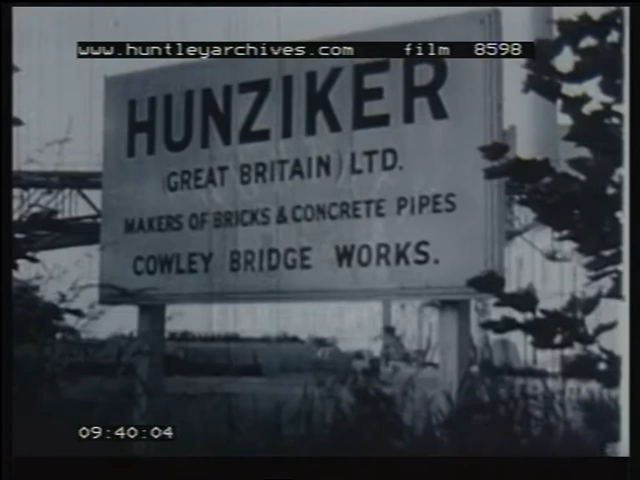 www.huntleyarchives.com film 8598
HUNZIKER
(GREAT BRITAIN) LTD.
MAKERS OF BRICKS & CONCRETE PIPES
COWLEY BRIDGE WORKS.
09:40:04